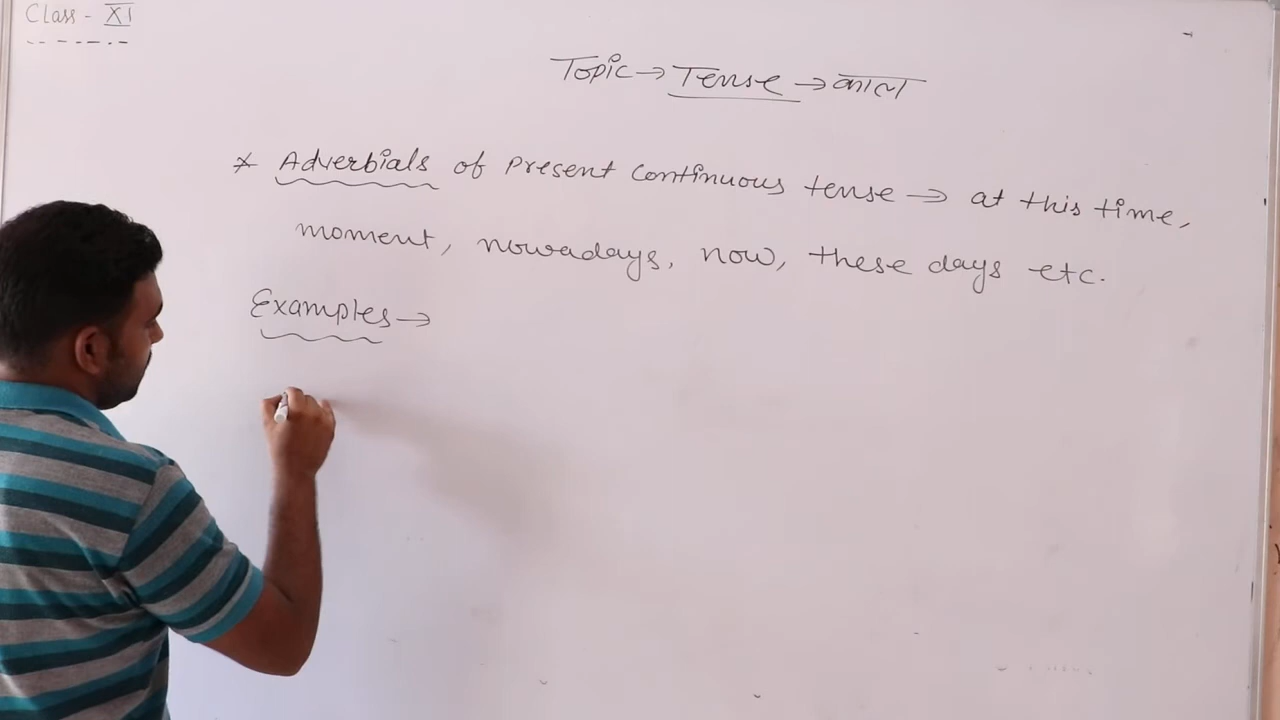 Class - XI
Topic → Tense → काल
* Adverbials of Present Continuous tense → at this time,
moment, nowadays, now, these days etc.
Examples →